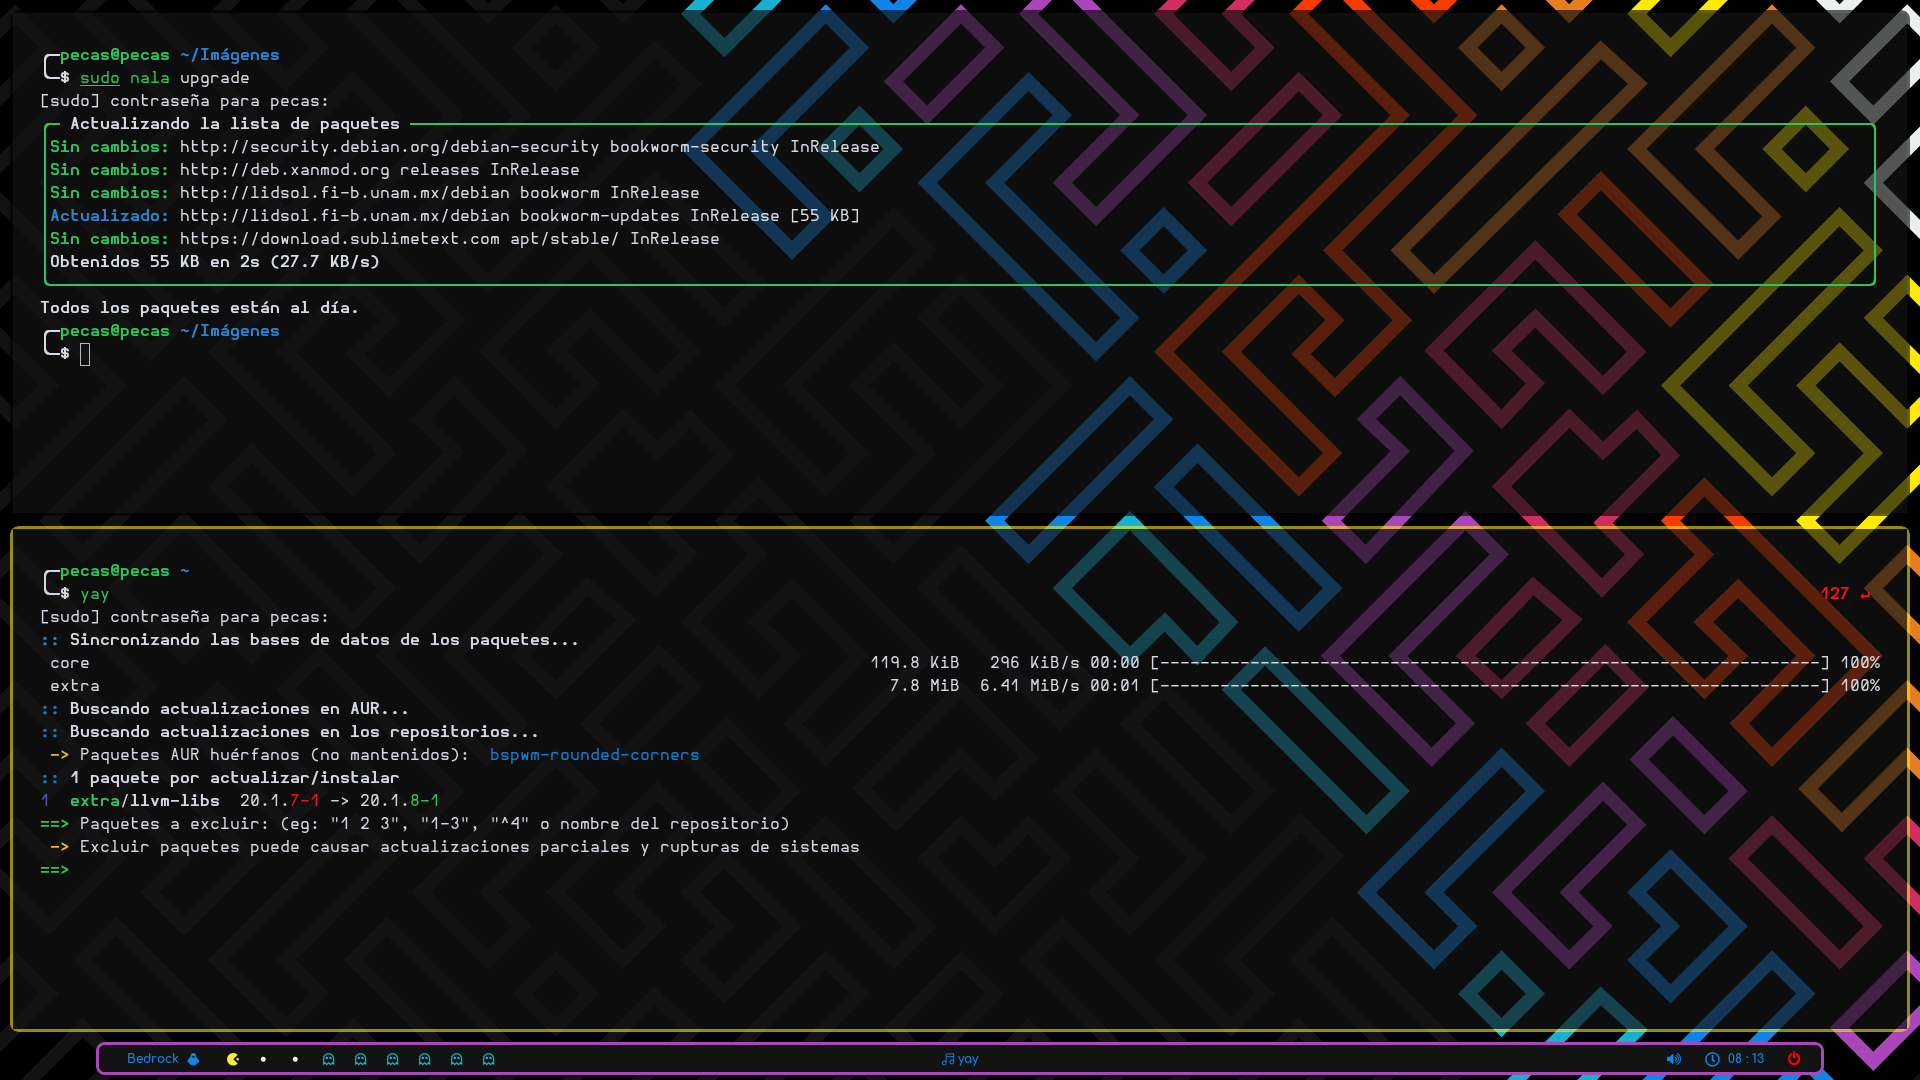 pecas@pecas ~/Imágenes
$ sudo nala upgrade
[sudo] contraseña para pecas:
Actualizando la lista de paquetes
Sin cambios: http://security.debian.org/debian-security bookworm-security InRelease
Sin cambios: http://deb.xanmod.org releases InRelease
Sin cambios: http://lidsol.fi-b.unam.mx/debian bookworm InRelease
Actualizado: http://lidsol.fi-b.unam.mx/debian bookworm-updates InRelease [55 KB]
Sin cambios: https://download.sublimetext.com apt/stable/ InRelease
Obtenidos 55 KB en 2s (27.7 KB/s)
Todos los paquetes están al día.
pecas@pecas ~/Imágenes
$
pecas@pecas ~
$ yay 127 ↵
[sudo] contraseña para pecas:
:: Sincronizando las bases de datos de los paquetes...
core 119.8 KiB 296 KiB/s 00:00 [------------------------------------------------------------------] 100%
extra 7.8 MiB 6.41 MiB/s 00:01 [------------------------------------------------------------------] 100%
:: Buscando actualizaciones en AUR...
:: Buscando actualizaciones en los repositorios...
-> Paquetes AUR huérfanos (no mantenidos): bspwm-rounded-corners
:: 1 paquete por actualizar/instalar
1 extra/llvm-libs 20.1.7-1 -> 20.1.8-1
==> Paquetes a excluir: (eg: "1 2 3", "1-3", "^4" o nombre del repositorio)
-> Excluir paquetes puede causar actualizaciones parciales y rupturas de sistemas
==>
Bedrock yay 08:13